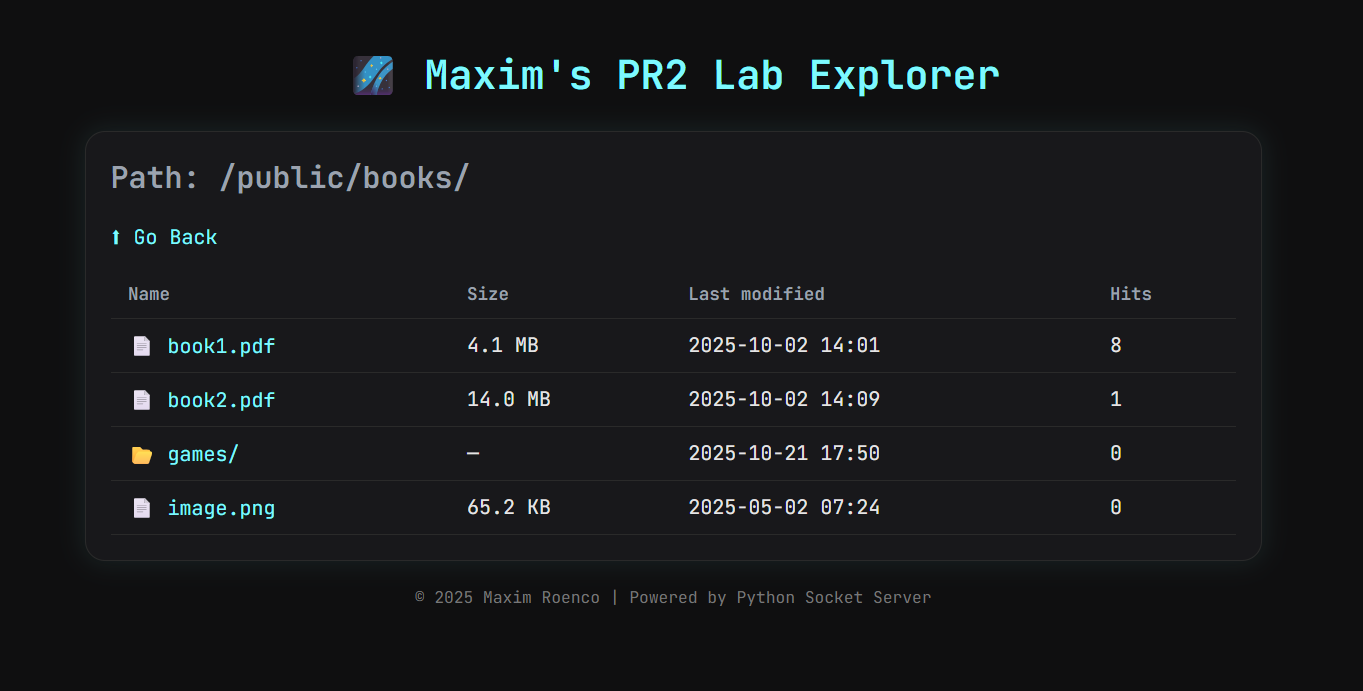 Maxim's PR2 Lab Explorer
Path: /public/books/
⬆ Go Back
Name Size Last modified Hits
book1.pdf 4.1 MB 2025-10-02 14:01 8
book2.pdf 14.0 MB 2025-10-02 14:09 1
games/ — 2025-10-21 17:50 0
image.png 65.2 KB 2025-05-02 07:24 0
© 2025 Maxim Roenco | Powered by Python Socket Server